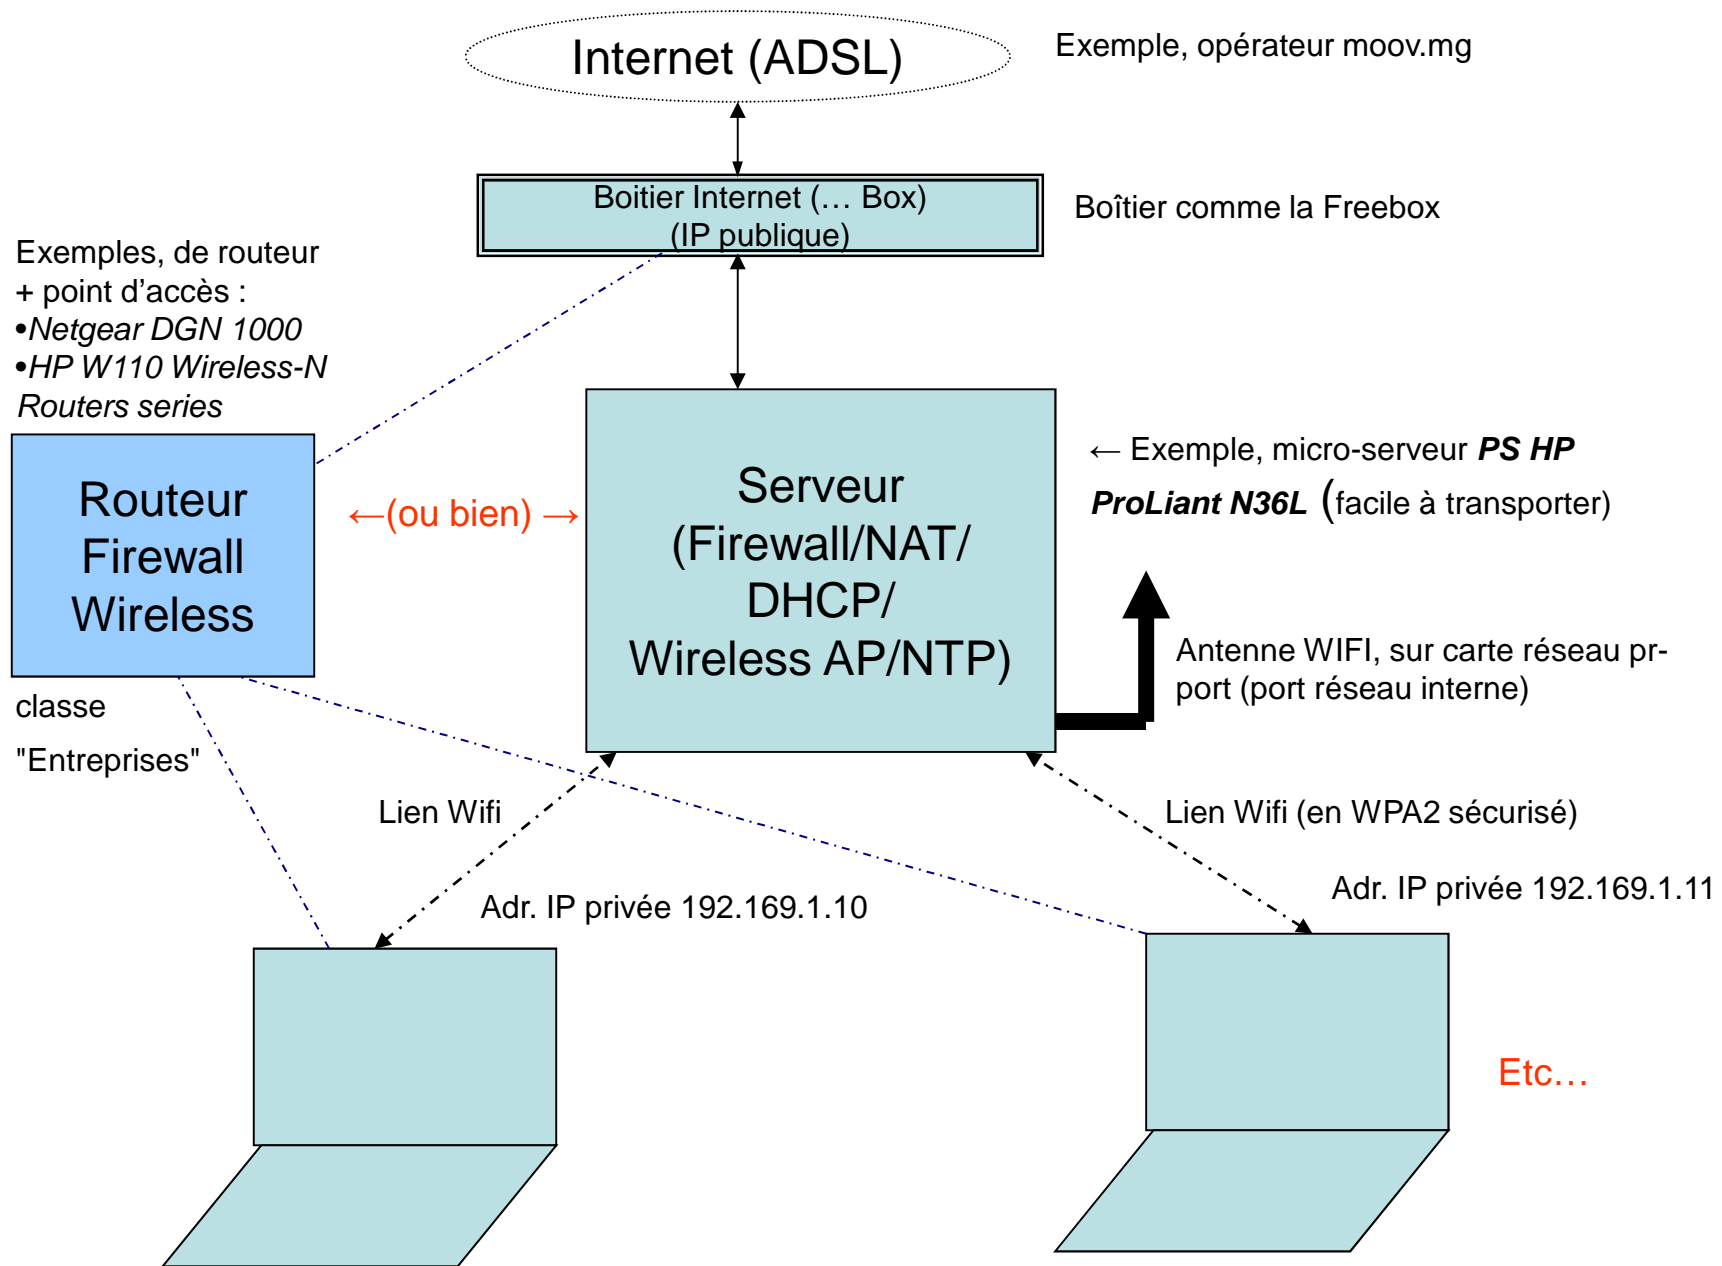 Internet (ADSL)
Exemple, opérateur moov.mg
Boitier Internet (… Box)
(IP publique)
Boîtier comme la Freebox
Exemples, de routeur
+ point d’accès :
•Netgear DGN 1000
•HP W110 Wireless-N
Routers series
Routeur
Firewall
Wireless
classe
"Entreprises"
←(ou bien) →
Serveur
(Firewall/NAT/
DHCP/
Wireless AP/NTP)
← Exemple, micro-serveur PS HP
ProLiant N36L (facile à transporter)
Antenne WIFI, sur carte réseau pr-
port (port réseau interne)
Lien Wifi
Lien Wifi (en WPA2 sécurisé)
Adr. IP privée 192.169.1.10
Adr. IP privée 192.169.1.11
Etc…